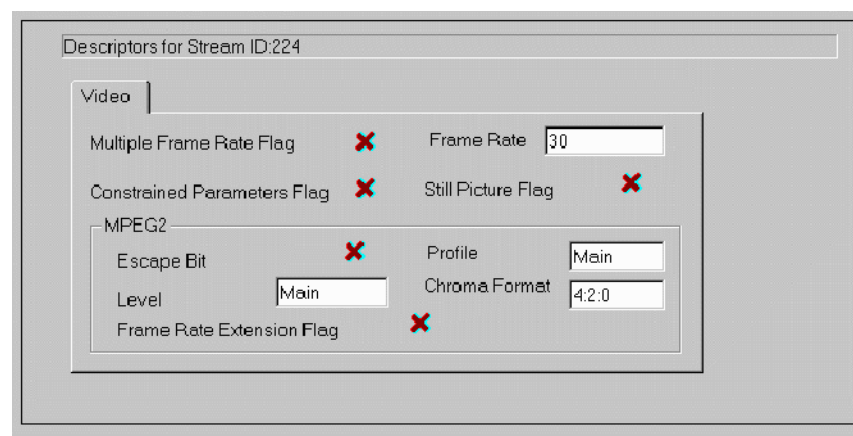 Descriptors for Stream ID:224
Video
Multiple Frame Rate Flag
Frame Rate 30
Constrained Parameters Flag
Still Picture Flag
MPEG2
Escape Bit
Profile Main
Level Main
Chroma Format 4:2:0
Frame Rate Extension Flag